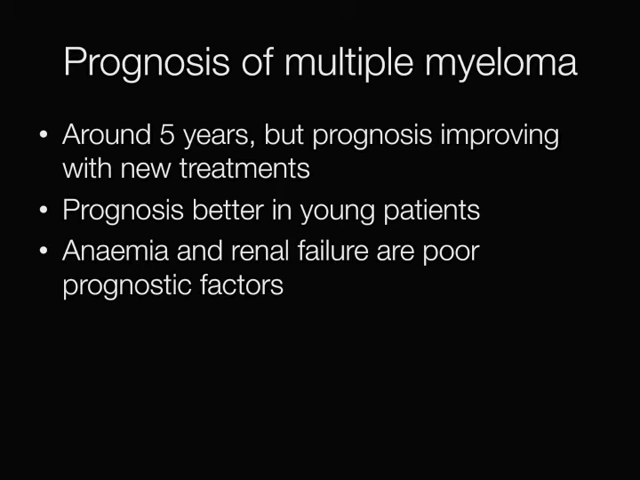 Prognosis of multiple myeloma
• Around 5 years, but prognosis improving
with new treatments
• Prognosis better in young patients
• Anaemia and renal failure are poor
prognostic factors